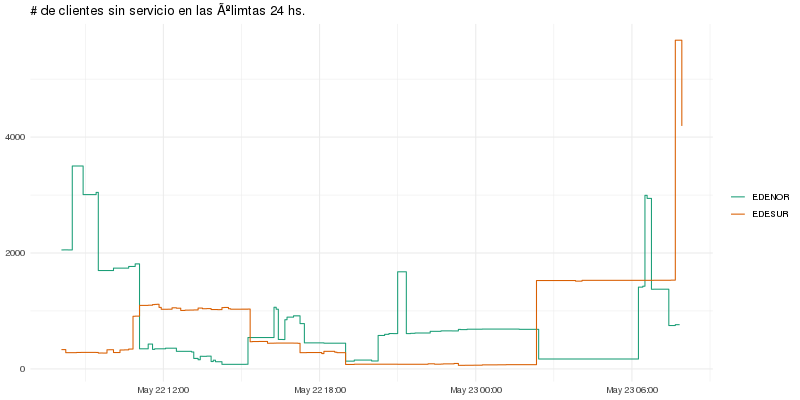 # de clientes sin servicio en las Ãºlimtas 24 hs.
4000
2000
0
May 22 12:00
May 22 18:00
May 23 00:00
May 23 06:00
EDENOR
EDESUR